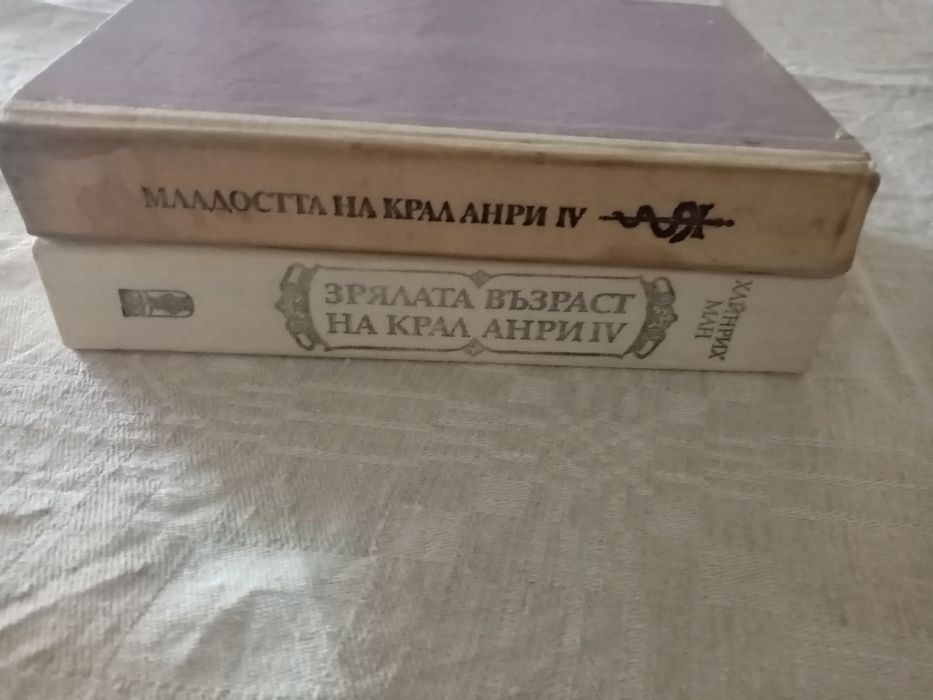 МЛАДОСТТА НА КРАЛ АНРИ IV
ЗРЯЛАТА ВЪЗРАСТ
НА КРАЛ АНРИ IV
ХАЙНРИХ
МАН